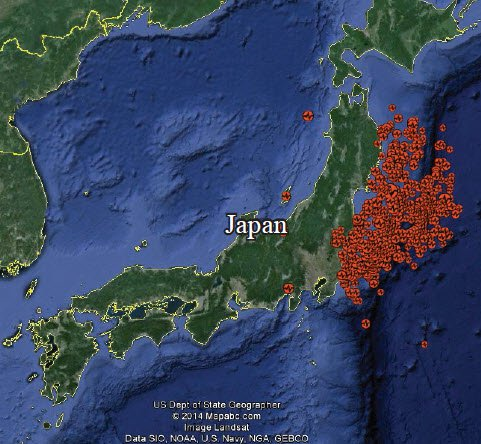 Japan
US Dept of State Geographer
© 2014 Mapabc.com
Image Landsat
Data SIO, NOAA, U.S. Navy, NGA, GEBCO